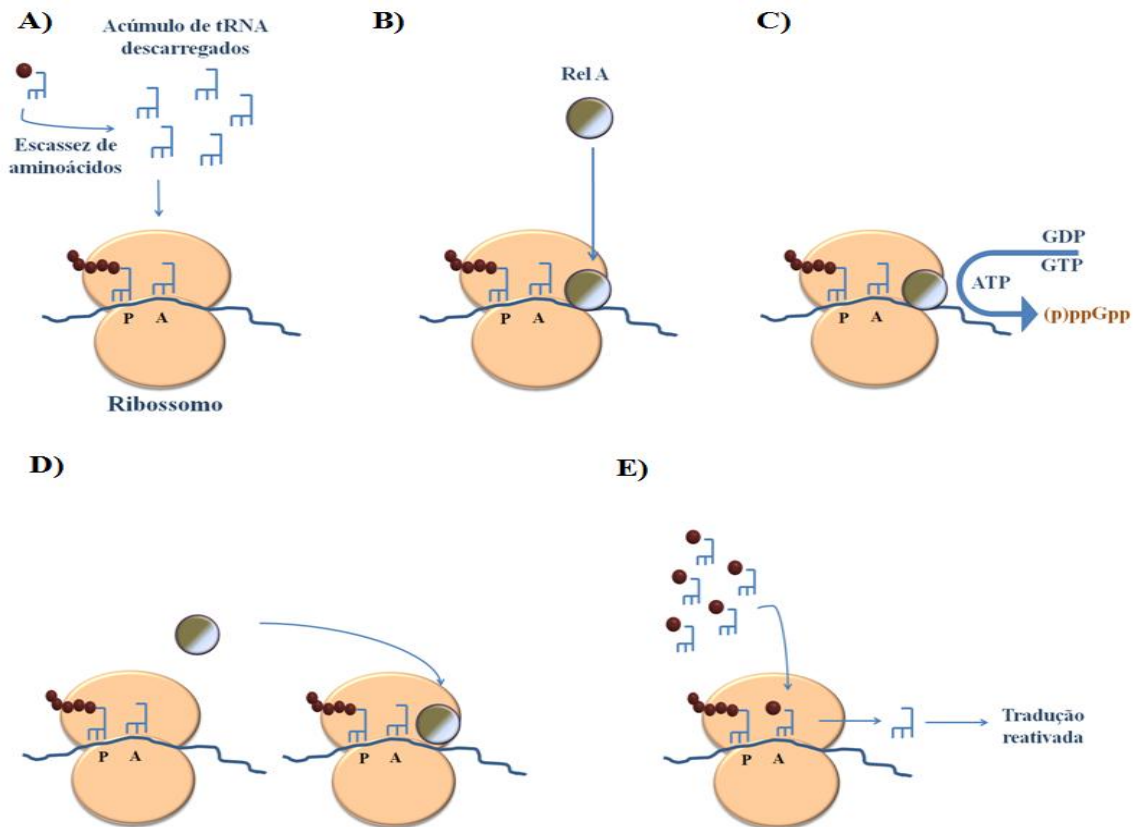 A)
Acúmulo de tRNA
descarregados
Escassez de
aminoácidos
P A
Ribossomo
B)
Rel A
P A
C)
GDP
GTP
ATP
(p)ppGpp
P A
D)
P A
P A
E)
P A
Tradução
reativada